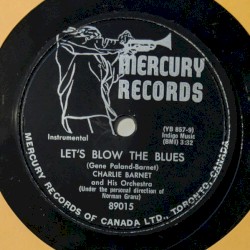 MERCURY
RECORDS
Instrumental
(YB 867-9)
Indigo Music
(BMI) 3:32
LET'S BLOW THE BLUES
(Gene Poland-Barnet)
CHARLIE BARNET
and His Orchestra
(Under the personal direction of
Norman Granz)
89015
MERCURY RECORDS OF CANADA LTD., TORONTO, CANADA